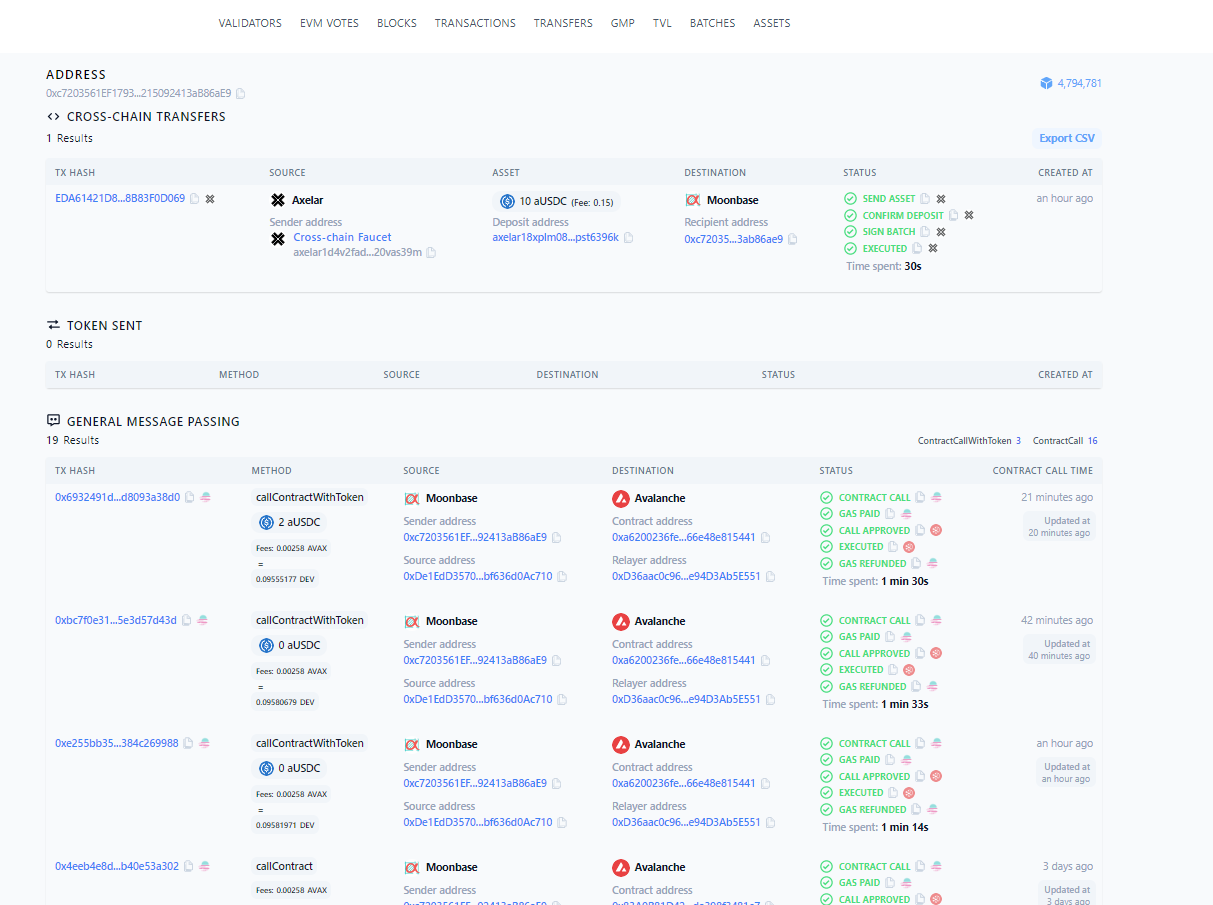 VALIDATORS EVM VOTES BLOCKS TRANSACTIONS TRANSFERS GMP TVL BATCHES ASSETS
ADDRESS
0xc7203561EF1793...215092413aB86aE9
4,794,781
CROSS-CHAIN TRANSFERS
1 Results
Export CSV
TX HASH SOURCE ASSET DESTINATION STATUS CREATED AT
EDA61421D8...8B83F0D069 Axelar 10 aUSDC (Fee: 0.15) Moonbase SEND ASSET an hour ago
Sender address Deposit address Recipient address CONFIRM DEPOSIT
Cross-chain Faucet axelar18xplm08...pst6396k 0xc72035...3ab86ae9 SIGN BATCH
axelar1d4v2fad...20vas39m EXECUTED
Time spent: 30s
TOKEN SENT
0 Results
TX HASH METHOD SOURCE DESTINATION STATUS CREATED AT
GENERAL MESSAGE PASSING
19 Results ContractCallWithToken 3 ContractCall 16
TX HASH METHOD SOURCE DESTINATION STATUS CONTRACT CALL TIME
0x6932491d...d8093a38d0 callContractWithToken Moonbase Avalanche CONTRACT CALL 21 minutes ago
2 aUSDC Sender address Contract address GAS PAID Updated at
0xc7203561EF...92413aB86aE9 0xa6200236fe...66e48e815441 CALL APPROVED 20 minutes ago
Fees: 0.00258 AVAX EXECUTED
= Source address Relayer address GAS REFUNDED
0.09555177 DEV 0xDe1EdD3570...bf636d0Ac710 0xD36aac0c96...e94D3Ab5E551 Time spent: 1 min 30s
0xbc7f0e31...5e3d57d43d callContractWithToken Moonbase Avalanche CONTRACT CALL 42 minutes ago
0 aUSDC Sender address Contract address GAS PAID Updated at
0xc7203561EF...92413aB86aE9 0xa6200236fe...66e48e815441 CALL APPROVED 40 minutes ago
Fees: 0.00258 AVAX EXECUTED
= Source address Relayer address GAS REFUNDED
0.09580679 DEV 0xDe1EdD3570...bf636d0Ac710 0xD36aac0c96...e94D3Ab5E551 Time spent: 1 min 33s
0xe255bb35...384c269988 callContractWithToken Moonbase Avalanche CONTRACT CALL an hour ago
0 aUSDC Sender address Contract address GAS PAID Updated at
0xc7203561EF...92413aB86aE9 0xa6200236fe...66e48e815441 CALL APPROVED an hour ago
Fees: 0.00258 AVAX EXECUTED
= Source address Relayer address GAS REFUNDED
0.09581971 DEV 0xDe1EdD3570...bf636d0Ac710 0xD36aac0c96...e94D3Ab5E551 Time spent: 1 min 14s
0x4eeb4e8d...b40e53a302 callContract Moonbase Avalanche CONTRACT CALL 3 days ago
Fees: 0.00258 AVAX Sender address Contract address GAS PAID Updated at
CALL APPROVED 3 days ago